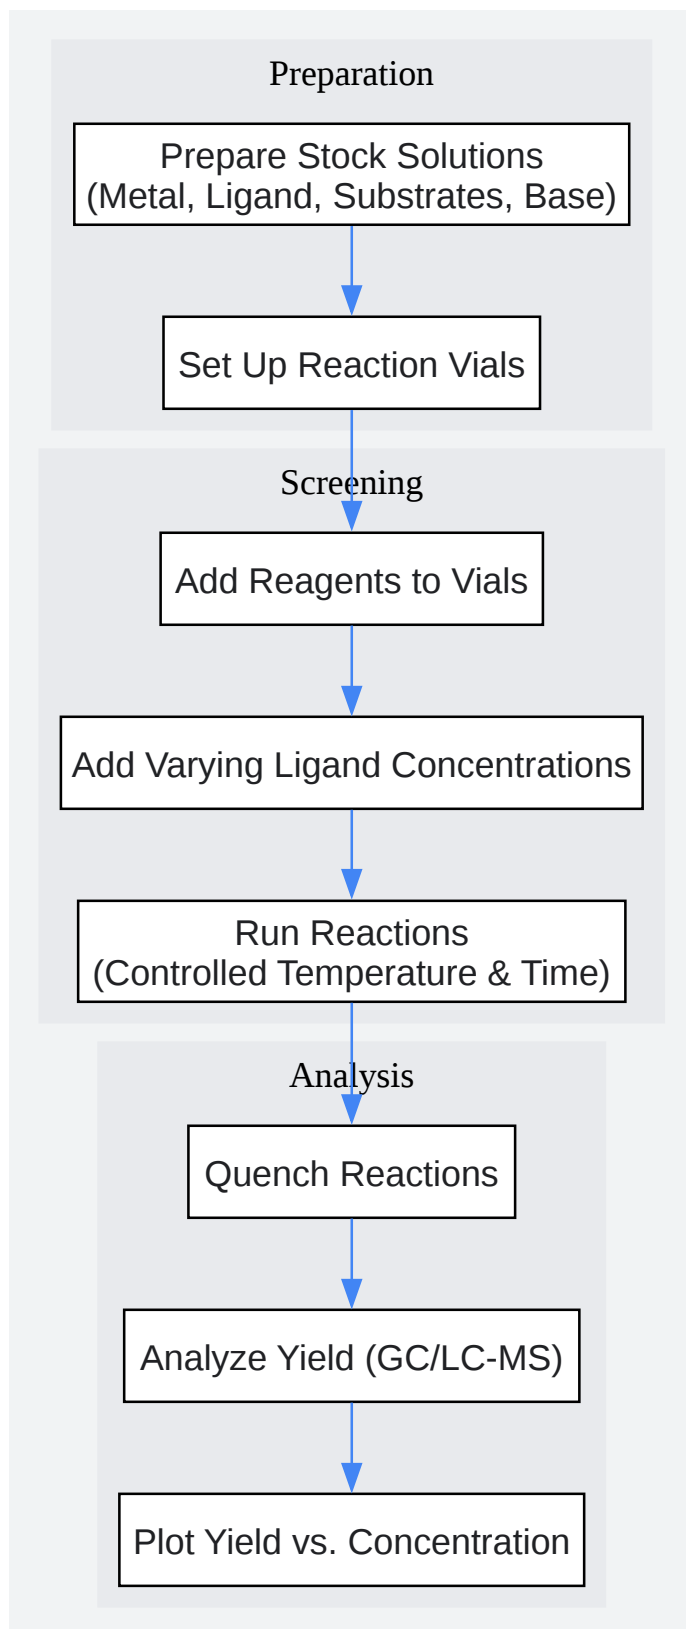 Preparation
Prepare Stock Solutions
(Metal, Ligand, Substrates, Base)
Set Up Reaction Vials
Screening
Add Reagents to Vials
Add Varying Ligand Concentrations
Run Reactions
(Controlled Temperature & Time)
Analysis
Quench Reactions
Analyze Yield (GC/LC-MS)
Plot Yield vs. Concentration